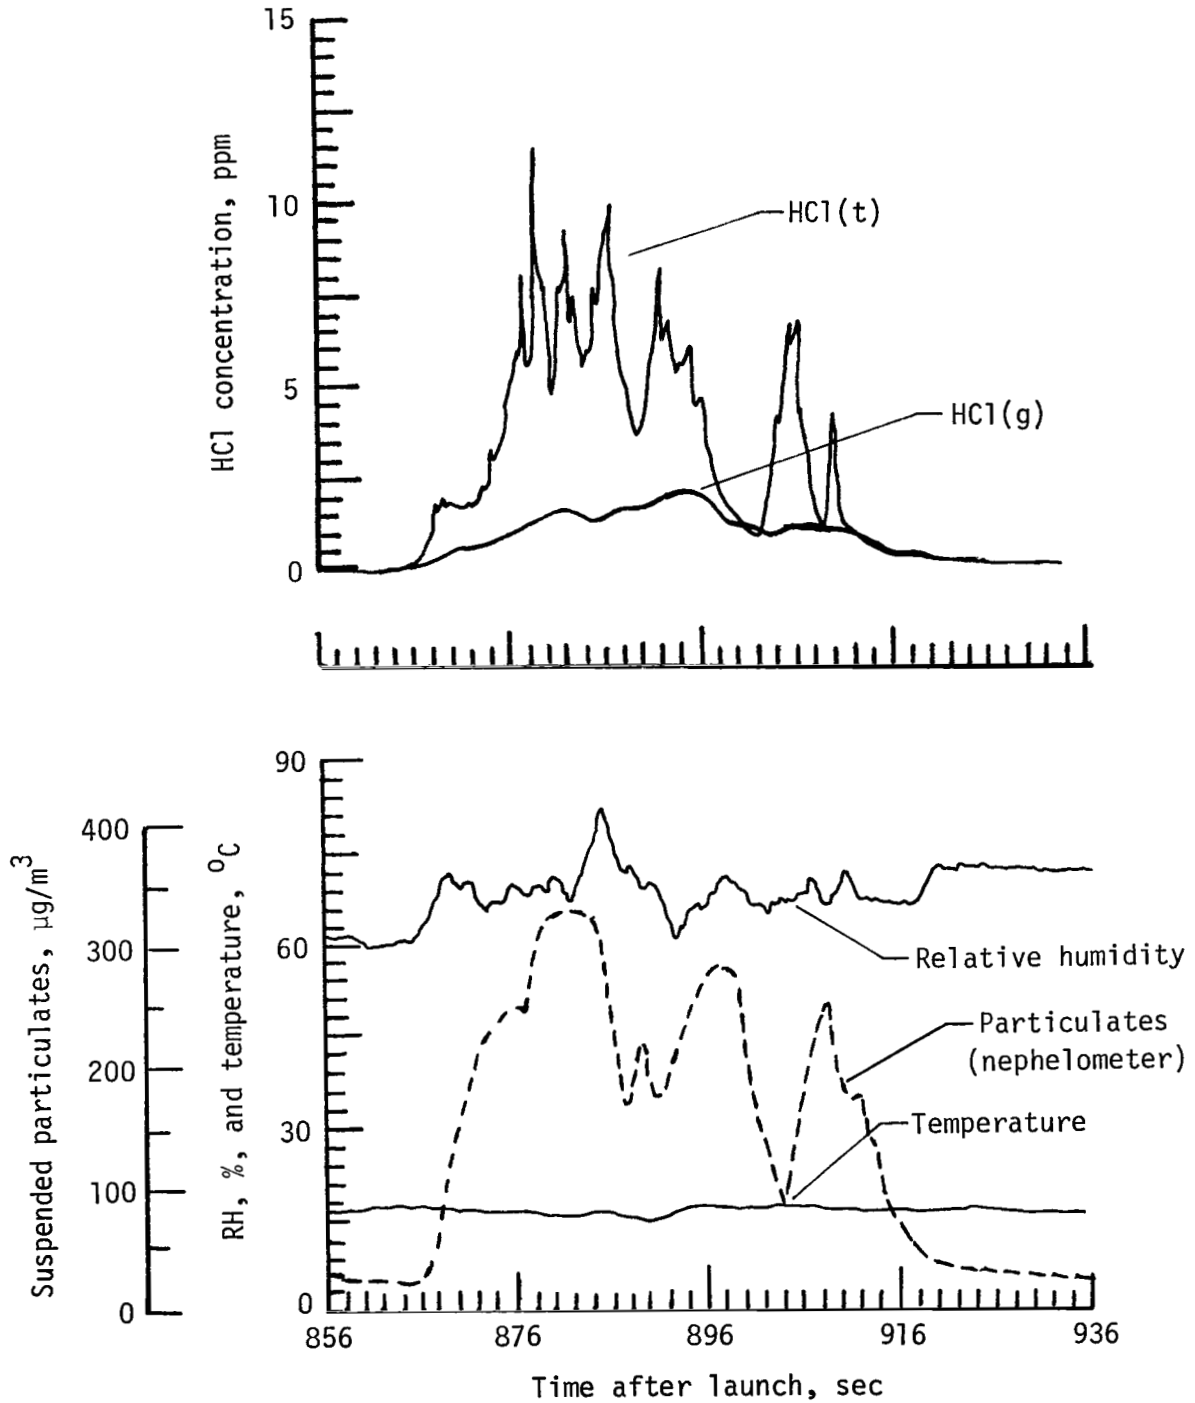 15
10
5
0
HCl concentration, ppm
HCl(t)
HCl(g)
90
60
30
0
RH, %, and temperature, °C
400
300
200
100
0
Suspended particulates, μg/m³
Relative humidity
Particulates
(nephelometer)
Temperature
856 876 896 916 936
Time after launch, sec